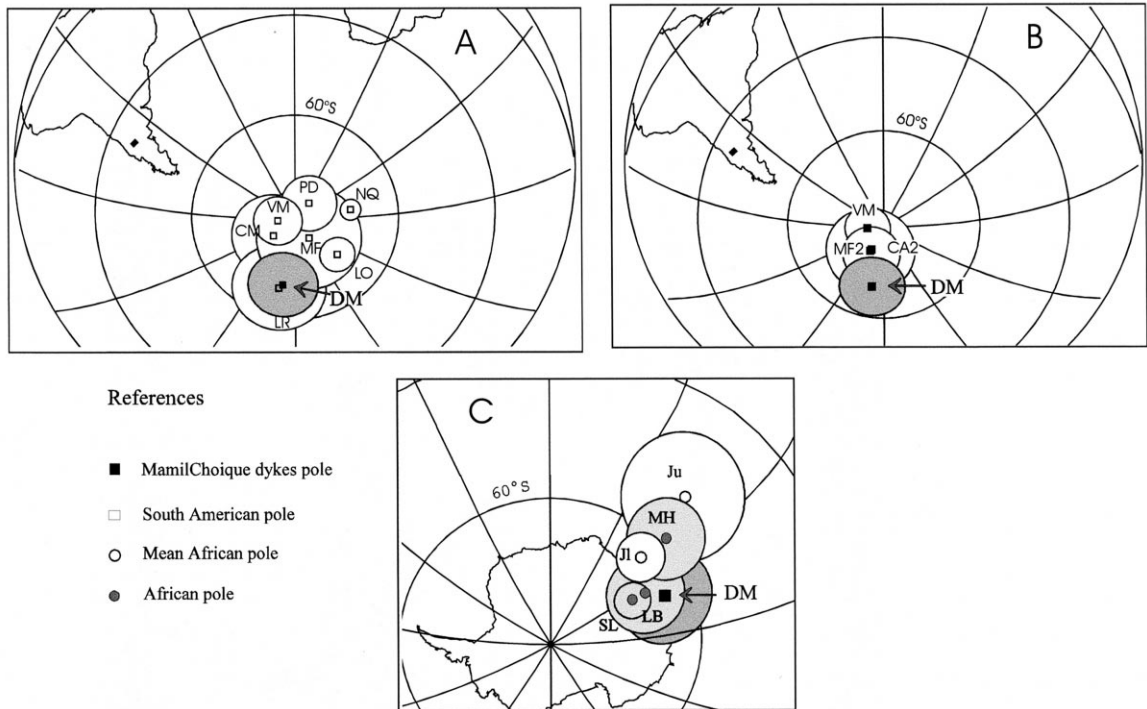 A
60°S
PD
NQ
VM
CM
MF
LO
DM
LR
B
60°S
VM
MF2
CA2
DM
References
MamilChoique dykes pole
South American pole
Mean African pole
African pole
C
60°S
Ju
MH
Jl
DM
SL
LB